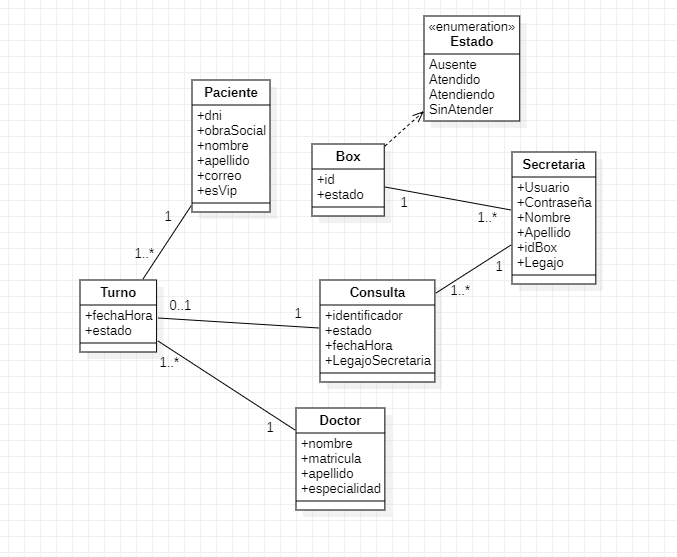 «enumeration»
Estado
Ausente
Atendido
Atendiendo
SinAtender
Paciente
+dni
+obraSocial
+nombre
+apellido
+correo
+esVip
Box
+id
+estado
Secretaria
+Usuario
+Contraseña
+Nombre
+Apellido
+idBox
+Legajo
1
1..*
1
1..*
Turno
+fechaHora
+estado
0..1
1
Consulta
+identificador
+estado
+fechaHora
+LegajoSecretaria
1
1..*
1..*
1
Doctor
+nombre
+matricula
+apellido
+especialidad